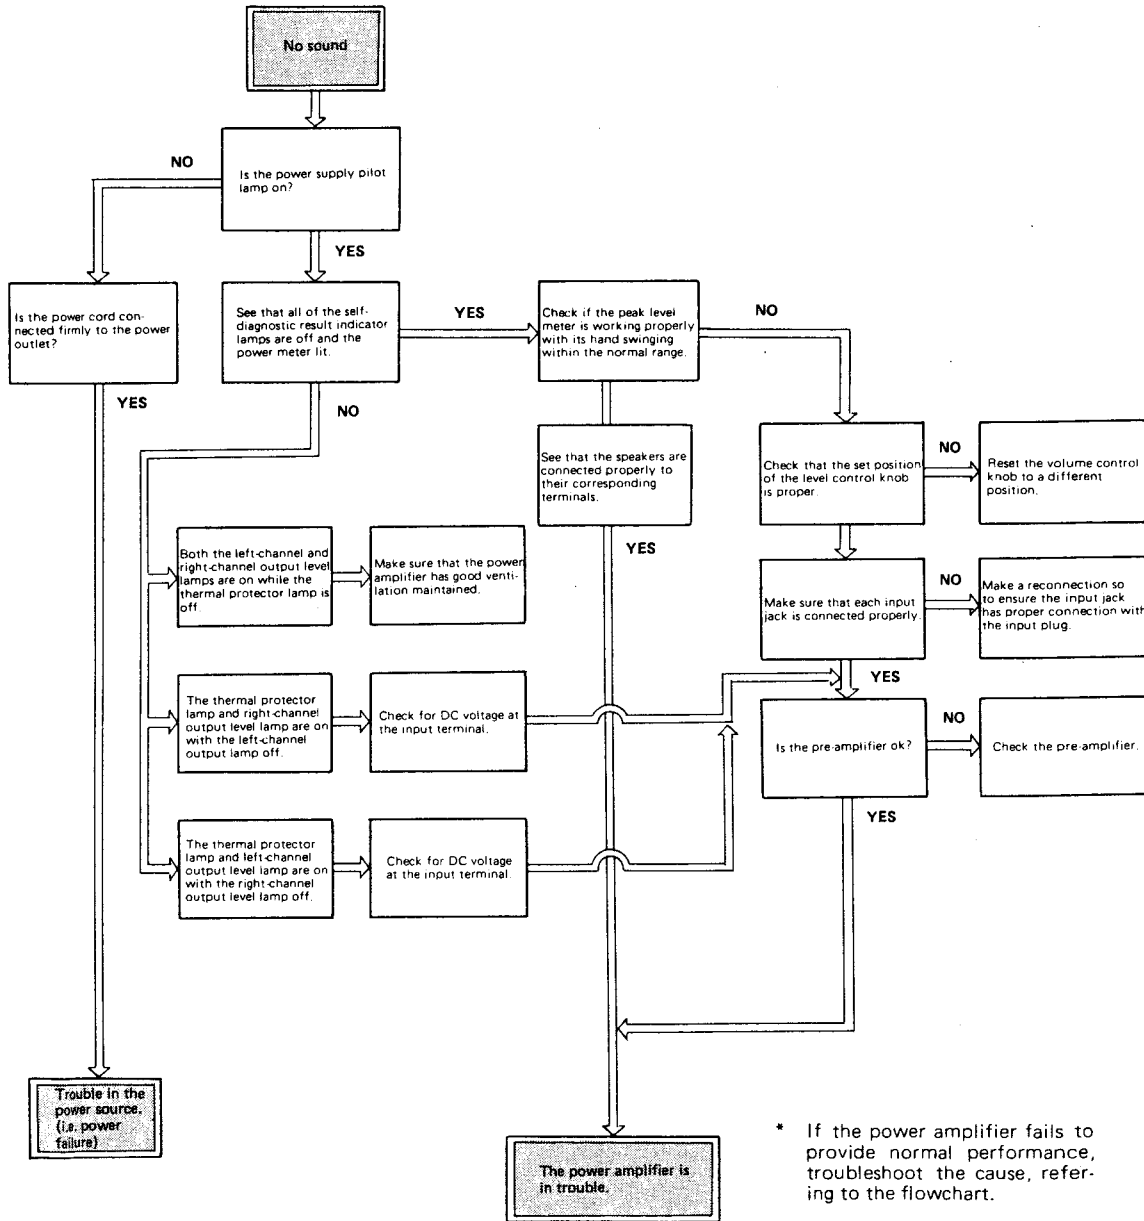 No sound
NO
Is the power supply pilot
lamp on?
YES
Is the power cord con-
nected firmly to the power
outlet?
YES
See that all of the self-
diagnostic result indicator
lamps are off and the
power meter lit.
YES
NO
Check if the peak level
meter is working properly
with its hand swinging
within the normal range.
NO
See that the speakers are
connected properly to
their corresponding
terminals.
YES
Check that the set position
of the level control knob
is proper.
NO
Reset the volume control
knob to a different
position.
Both the left-channel and
right-channel output level
lamps are on while the
thermal protector lamp is
off.
Make sure that the power
amplifier has good venti-
lation maintained.
Make sure that each input
jack is connected properly.
NO
Make a reconnection so
to ensure the input jack
has proper connection with
the input plug.
YES
The thermal protector
lamp and right-channel
output level lamp are on
with the left-channel
output lamp off.
Check for DC voltage at
the input terminal.
Is the pre-amplifier ok?
NO
Check the pre-amplifier.
YES
The thermal protector
lamp and left-channel
output level lamp are on
with the right-channel
output level lamp off.
Check for DC voltage
at the input terminal.
Trouble in the
power source.
(i.e. power
failure)
The power amplifier is
in trouble.
* If the power amplifier fails to
provide normal performance,
troubleshoot the cause, refer-
ing to the flowchart.